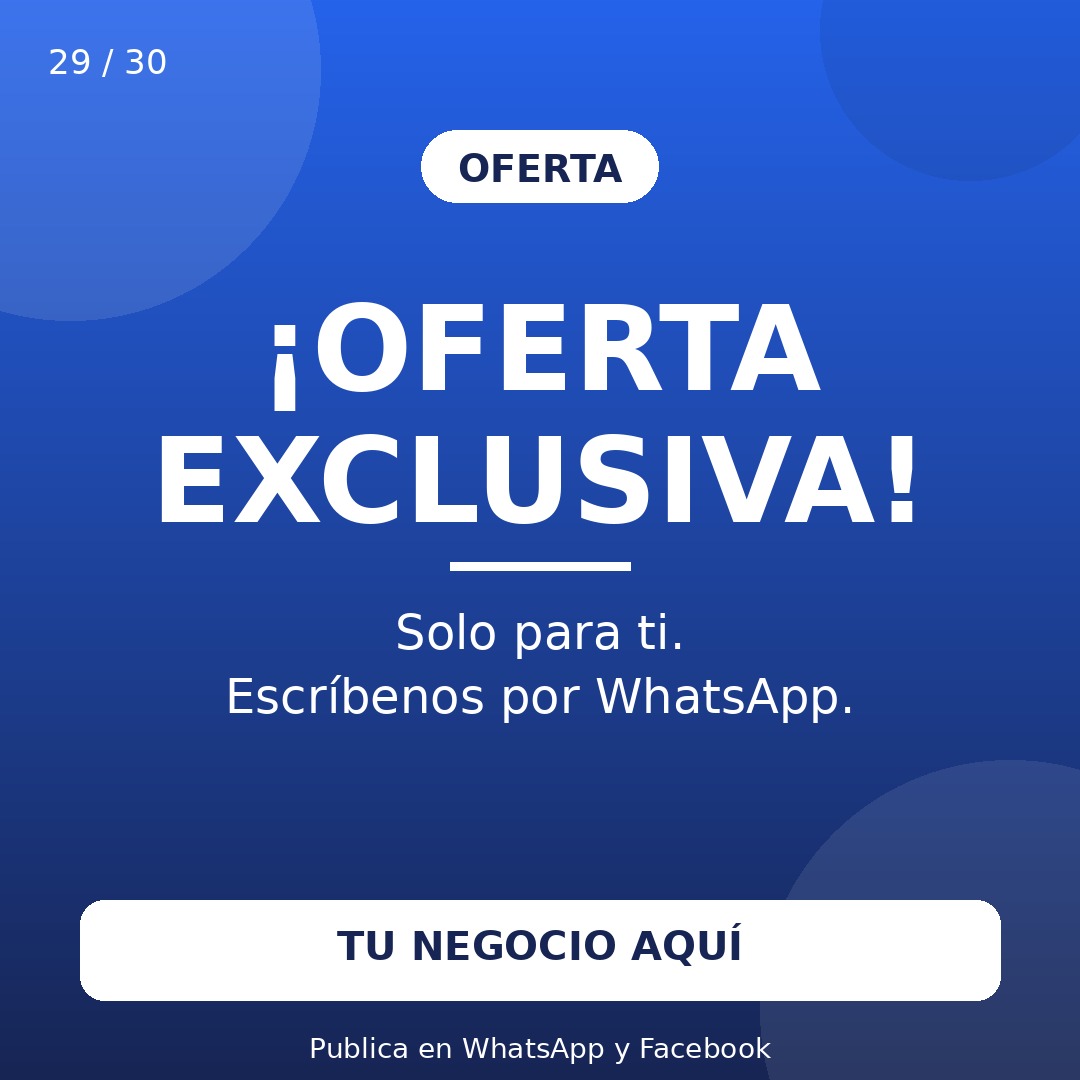 29 / 30
OFERTA
¡OFERTA
EXCLUSIVA!
Solo para ti.
Escríbenos por WhatsApp.
TU NEGOCIO AQUÍ
Publica en WhatsApp y Facebook